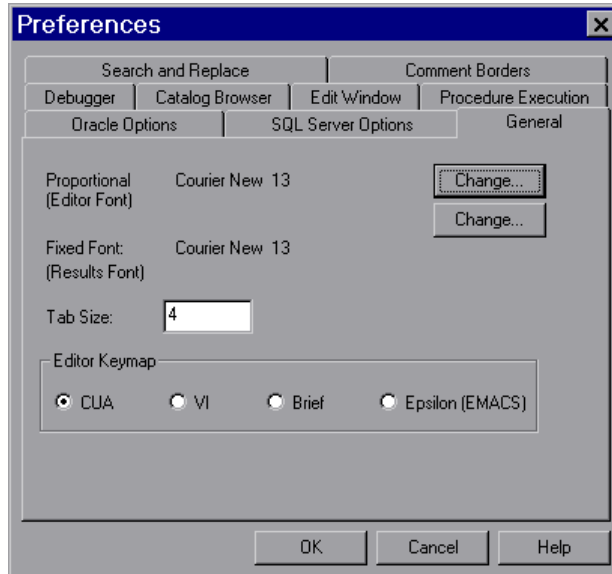 Preferences
Search and Replace Comment Borders
Debugger Catalog Browser Edit Window Procedure Execution
Oracle Options SQL Server Options General
Proportional Courier New 13 Change...
(Editor Font)
Change...
Fixed Font: Courier New 13
(Results Font)
Tab Size: 4
Editor Keymap
CUA VI Brief Epsilon (EMACS)
OK Cancel Help